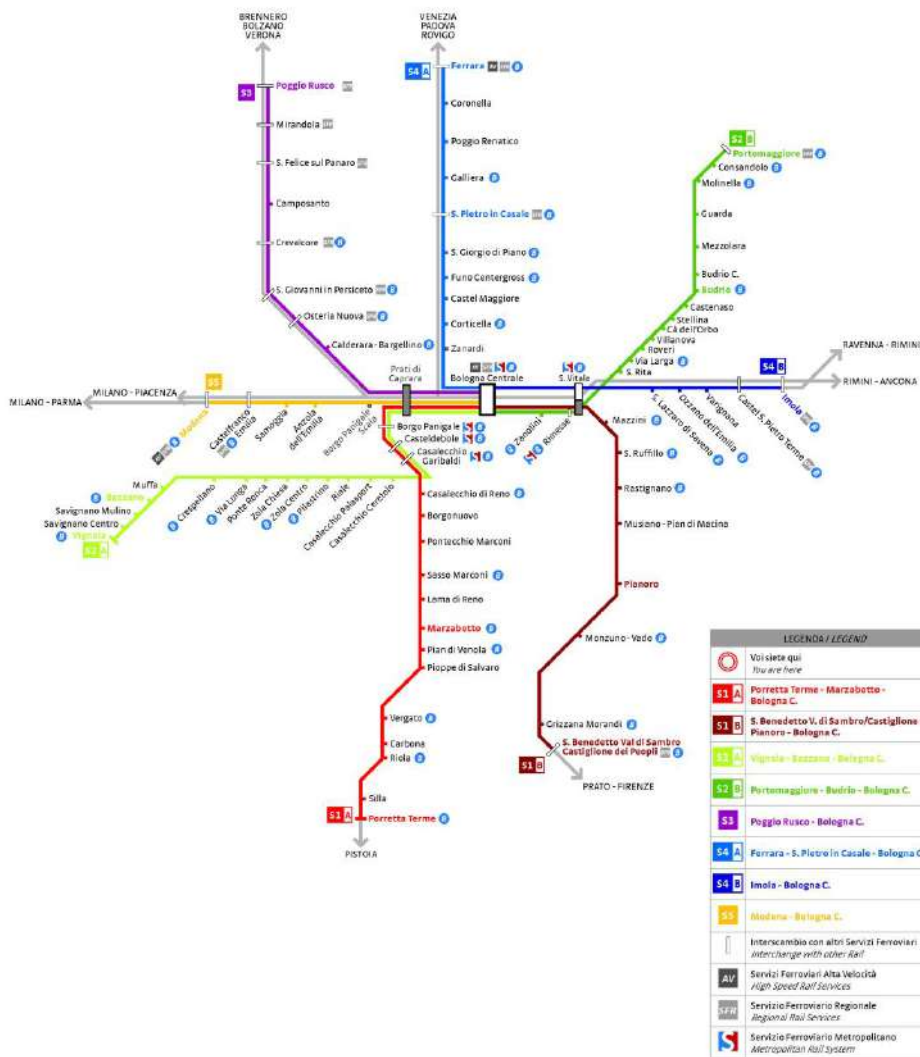 BRENNERO
BOLZANO
VERONA
VENEZIA
PADOVA
ROVIGO
S3
Poggio Rusco
Mirandola
S. Felice sul Panaro
Camposanto
Crevalcore
S. Giovanni in Persiceto
Osteria Nuova
Calderara - Bargellino
S4 A
Ferrara
Coronella
Poggio Renatico
Galliera
S. Pietro in Casale
S. Giorgio di Piano
Funo Centergross
Castel Maggiore
Corticella
Zanardi
S2 B
Portomaggiore
Consandolo
Molinella
Guarda
Mezzolara
Budrio C.
Budrio
Castenaso
Stellina
Cà dell'Orbo
Villanova
Roveri
Via Larga
S. Rita
Prati di
Caprara
Bologna Centrale
S. Vitale
S4 B
RAVENNA - RIMINI
RIMINI - ANCONA
MILANO - PIACENZA
MILANO - PARMA
S5
Modena
Castelfranco
Emilia
Samoggia
Anzola
dell'Emilia
Borgo Panigale
Scala
Borgo Panigale
Casteldebole
Casalecchio
Garibaldi
Zanolini
Rimesse
Mazzini
S. Lazzaro di Savena
Ozzano dell'Emilia
Varignana
Castel S. Pietro Terme
Imola
Muffa
Bazzano
Savignano Mulino
Savignano Centro
Vignola
S2 A
Crespellano
Via Lunga
Ponte Ronca
Zola Chiesa
Zola Centro
Pilastrino
Riale
Casalecchio Palasport
Casalecchio Ceretolo
Casalecchio di Reno
Borgonuovo
Pontecchio Marconi
Sasso Marconi
Lama di Reno
Marzabotto
Pian di Venola
Pioppe di Salvaro
Vergato
Carbona
Riola
Silla
S1 A
Porretta Terme
PISTOIA
S. Ruffillo
Rastignano
Musiano - Pian di Macina
Pianoro
Monzuno - Vado
Grizzana Morandi
S. Benedetto Val di Sambro
Castiglione dei Pepoli
S1 B
PRATO - FIRENZE
LEGENDA / LEGEND
Voi siete qui
You are here
S1 A Porretta Terme - Marzabotto -
Bologna C.
S1 B S. Benedetto V. di Sambro/Castiglione
Pianoro - Bologna C.
S1 A Vignola - Bazzano - Bologna C.
S2 B Portomaggiore - Budrio - Bologna C.
S3 Poggio Rusco - Bologna C.
S4 A Ferrara - S. Pietro in Casale - Bologna C
S4 B Imola - Bologna C.
S5 Modena - Bologna C.
Interscambio con altri Servizi Ferroviari
Interchange with other Rail
AV Servizi Ferroviari Alta Velocità
High Speed Rail Services
SFR Servizio Ferroviario Regionale
Regional Rail Services
S Servizio Ferroviario Metropolitano
Metropolitan Rail System